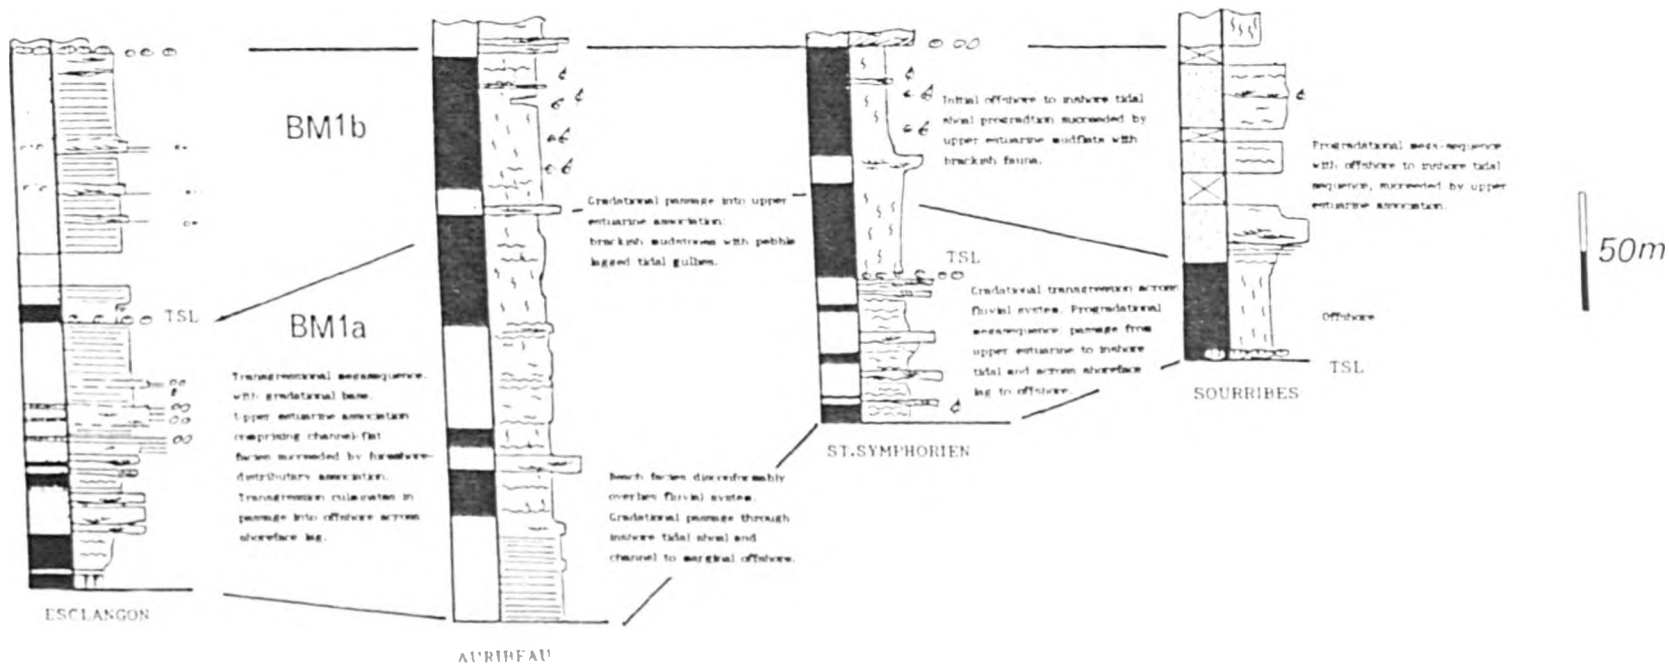 BM1b
Initial offshore to inshore tidal
shoal progradtion succeeded by
upper estuarine mudflats with
brackish fauna.
Progradational mega-sequence
with offshore to inshore tidal
sequence, succeeded by upper
estuarine association.
Gradational passage into upper
estuarine association:
brackish mudstones with pebble
lagged tidal gullies.
50m
TSL
TSL
BM1a
Gradational transgression across
fluvial system. Progradational
megasequence: passage from
upper estuarine to inshore
tidal and across shoreface
lag to offshore.
Offshore
TSL
SOURRIBES
Transgressional megasequence.
with gradational base.
Upper estuarine association
comprising channel-flat
facies succeeded by foreshore-
distributary association.
Transgression culminates in
passage into offshore across
shoreface lag.
ST.SYMPHORIEN
Beach facies disconformably
overlies fluvial system.
Gradational passage through
inshore tidal shoal and
channel to marginal offshore.
ESCLANGON
AURIBEAU